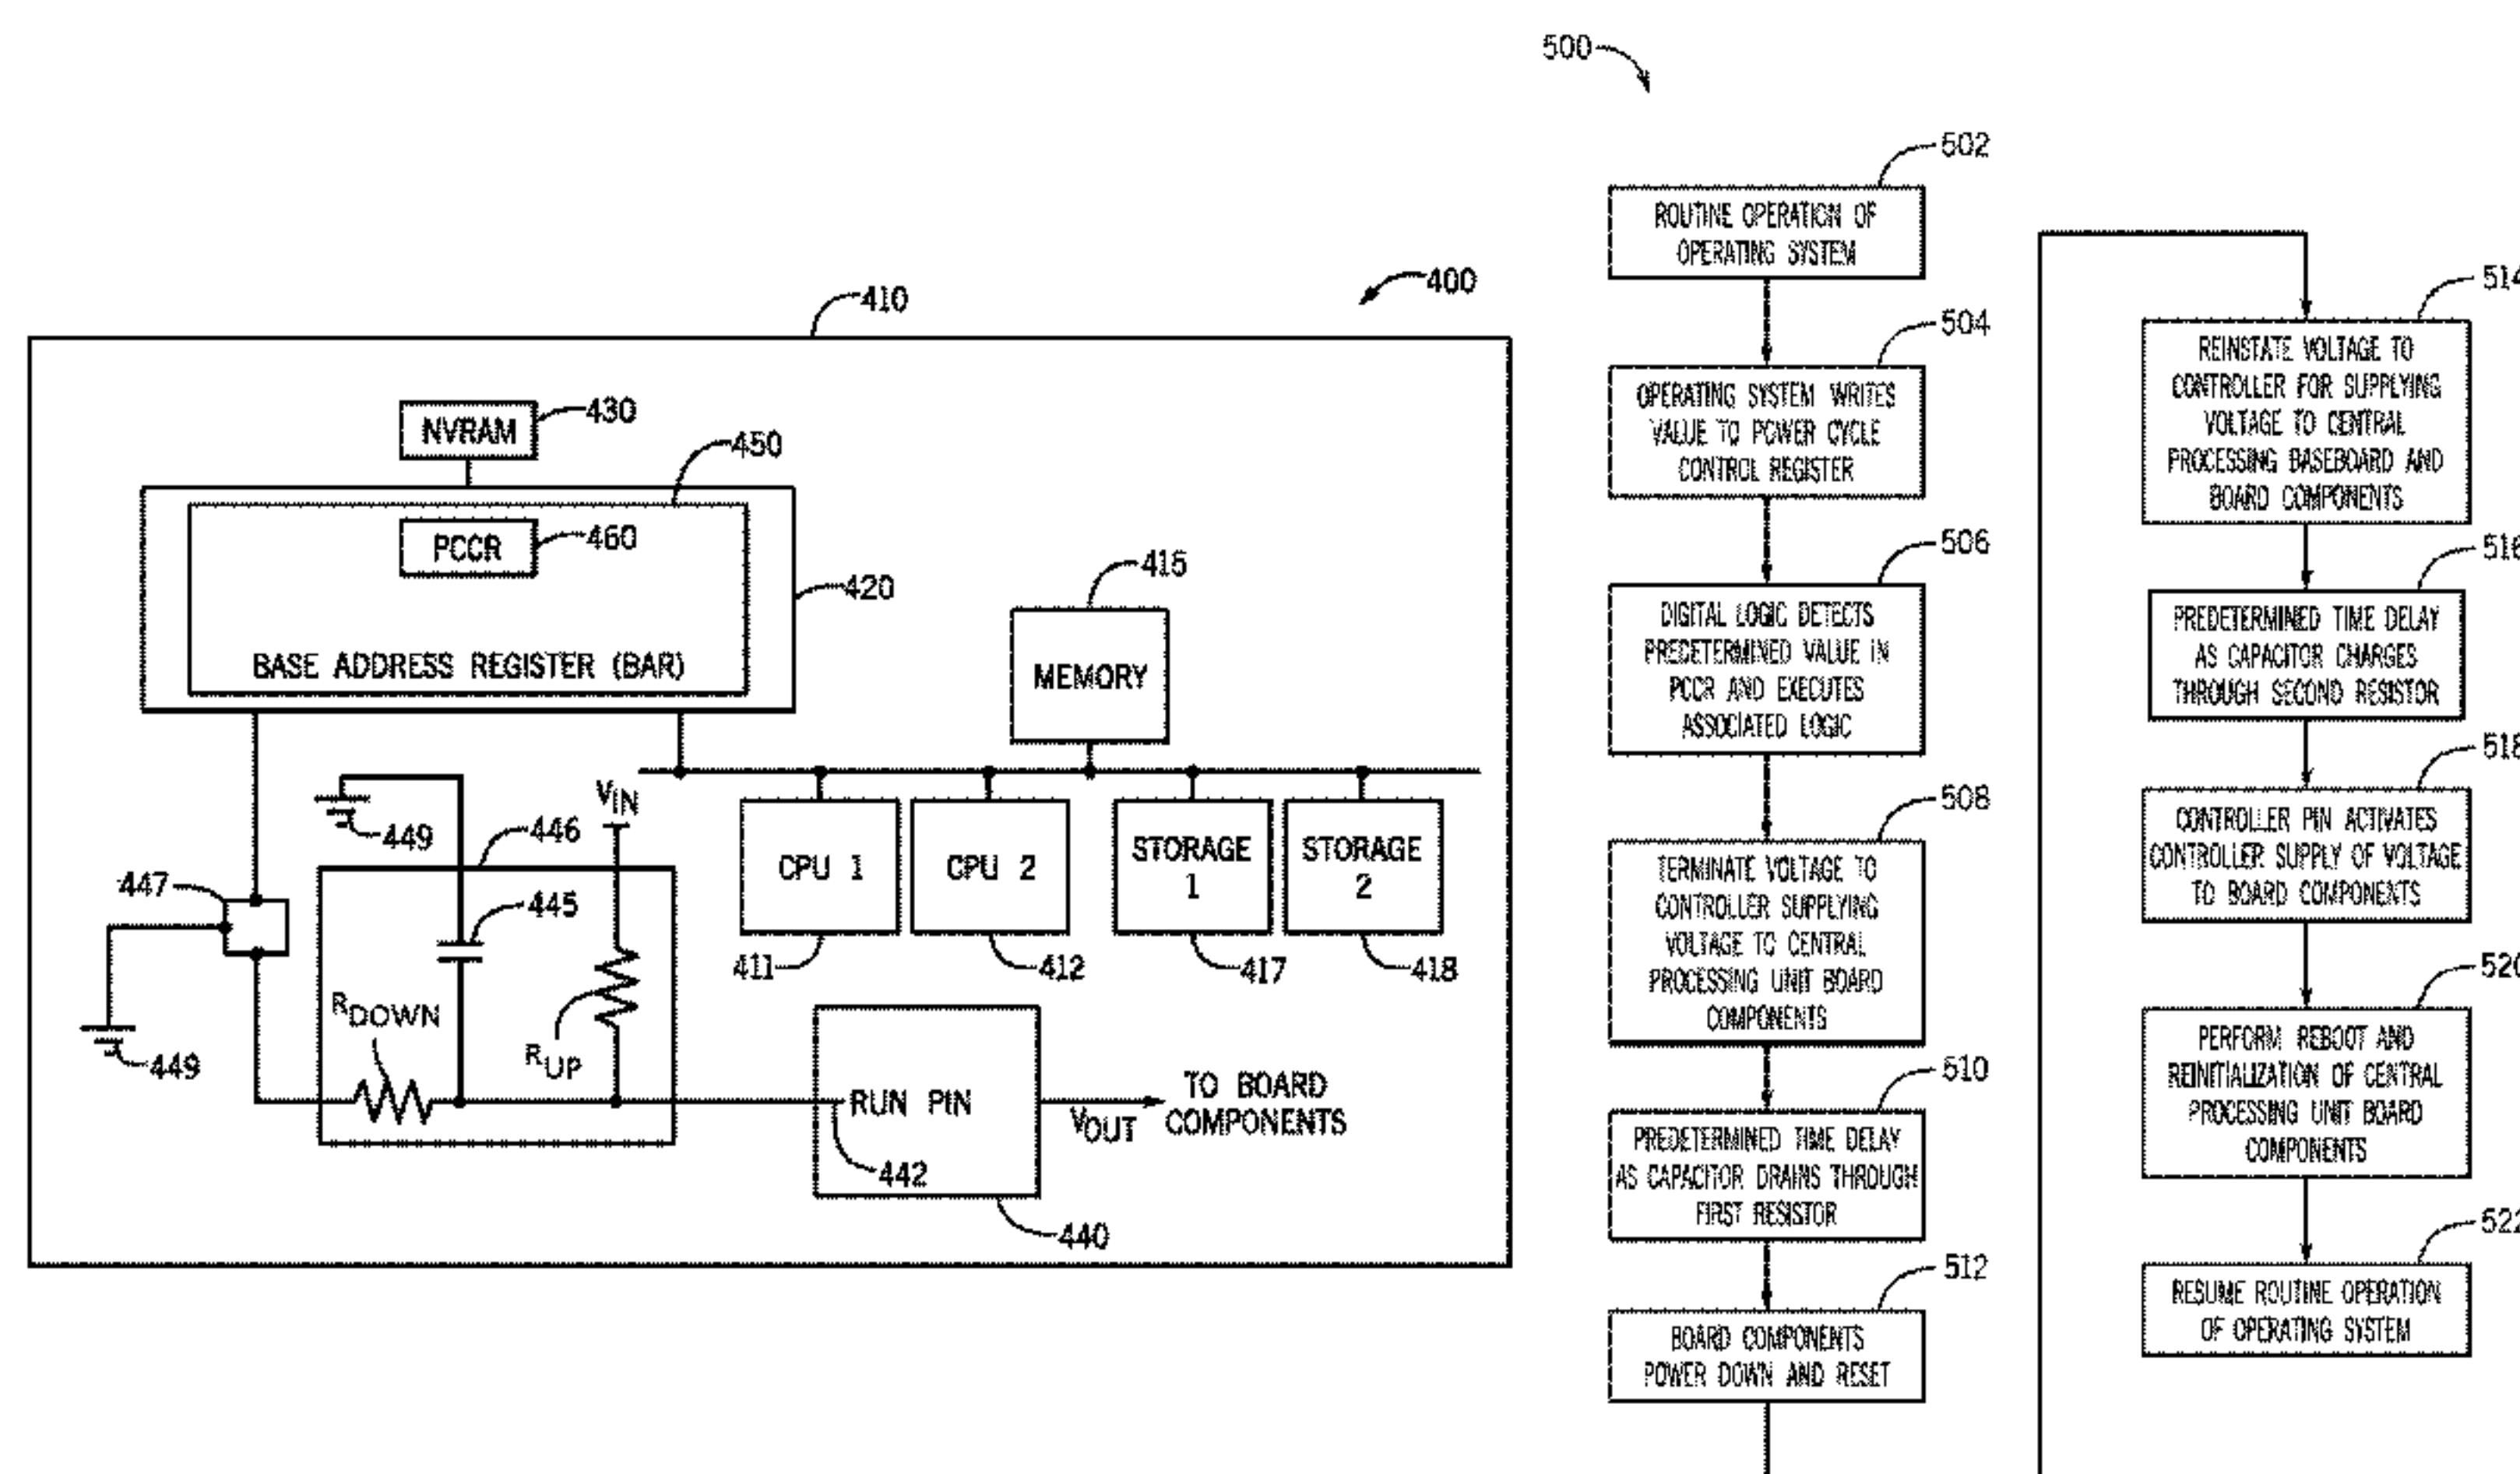 400
410
NVRAM
430
450
PCCR
460
420
BASE ADDRESS REGISTER (BAR)
415
MEMORY
449
VIN
446
447
445
CPU 1
CPU 2
STORAGE
1
STORAGE
2
411
412
417
418
RDOWN
RUP
449
RUN PIN
442
440
VOUT
TO BOARD
COMPONENTS
500
502
ROUTINE OPERATION OF
OPERATING SYSTEM
504
OPERATING SYSTEM WRITES
VALUE TO POWER CYCLE
CONTROL REGISTER
506
DIGITAL LOGIC DETECTS
PREDETERMINED VALUE IN
PCCR AND EXECUTES
ASSOCIATED LOGIC
508
TERMINATE VOLTAGE TO
CONTROLLER SUPPLYING
VOLTAGE TO CENTRAL
PROCESSING UNIT BOARD
COMPONENTS
510
PREDETERMINED TIME DELAY
AS CAPACITOR DRAINS THROUGH
FIRST RESISTOR
512
BOARD COMPONENTS
POWER DOWN AND RESET
514
REINSTATE VOLTAGE TO
CONTROLLER FOR SUPPLYING
VOLTAGE TO CENTRAL
PROCESSING BASEBOARD AND
BOARD COMPONENTS
516
PREDETERMINED TIME DELAY
AS CAPACITOR CHARGES
THROUGH SECOND RESISTOR
518
CONTROLLER PIN ACTIVATES
CONTROLLER SUPPLY OF VOLTAGE
TO BOARD COMPONENTS
520
PERFORM REBOOT AND
REINITIALIZATION OF CENTRAL
PROCESSING UNIT BOARD
COMPONENTS
522
RESUME ROUTINE OPERATION
OF OPERATING SYSTEM